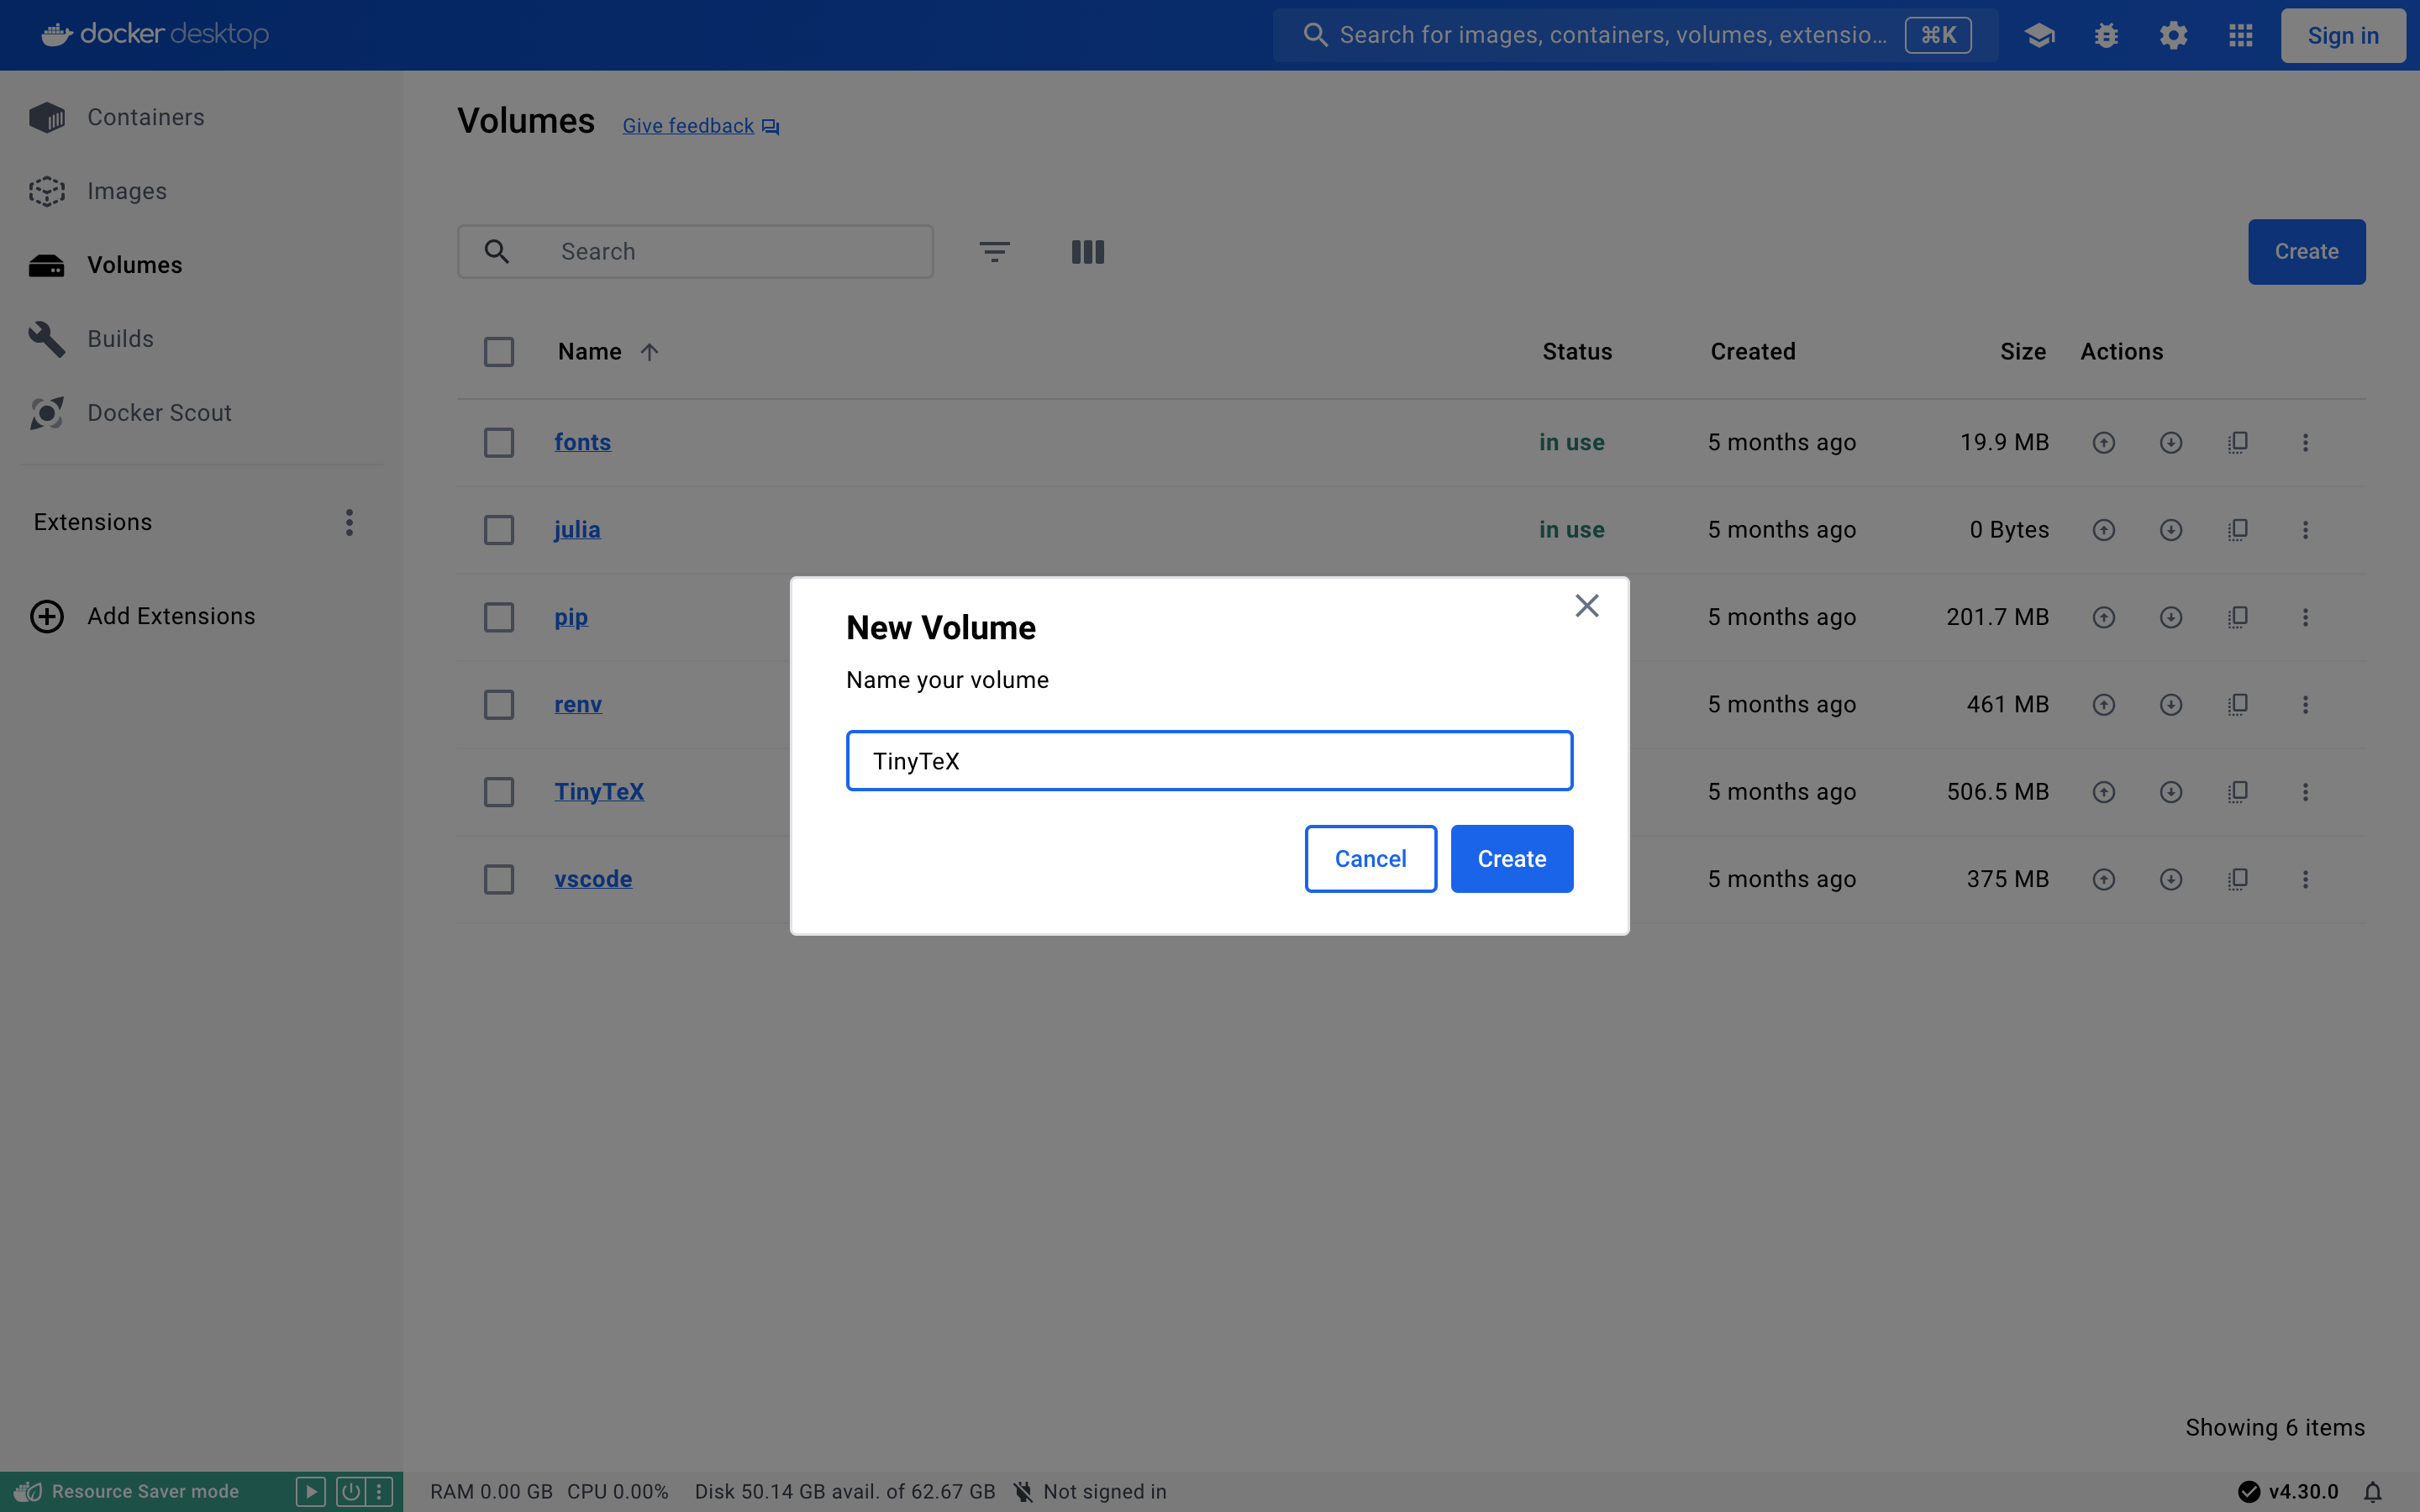 docker desktop
Search for images, containers, volumes, extensio...
⌘K
Sign in
Containers
Images
Volumes
Builds
Docker Scout
Extensions
Add Extensions
Volumes
Give feedback
Search
Create
Name Status Created Size Actions
fonts in use 5 months ago 19.9 MB
julia in use 5 months ago 0 Bytes
pip 5 months ago 201.7 MB
renv 5 months ago 461 MB
TinyTeX 5 months ago 506.5 MB
vscode 5 months ago 375 MB
New Volume
Name your volume
TinyTeX
Cancel
Create
Showing 6 items
Resource Saver mode
RAM 0.00 GB CPU 0.00% Disk 50.14 GB avail. of 62.67 GB Not signed in
v4.30.0